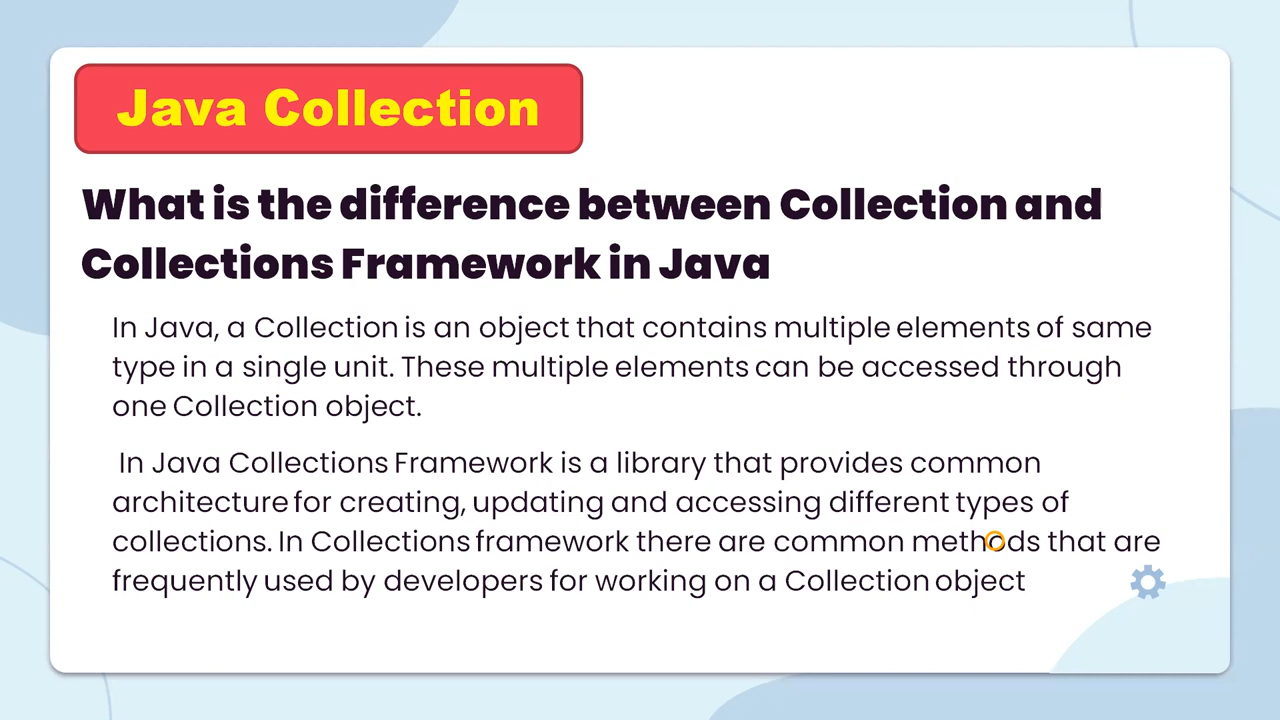 Java Collection
What is the difference between Collection and
Collections Framework in Java
In Java, a Collection is an object that contains multiple elements of same
type in a single unit. These multiple elements can be accessed through
one Collection object.
In Java Collections Framework is a library that provides common
architecture for creating, updating and accessing different types of
collections. In Collections framework there are common methods that are
frequently used by developers for working on a Collection object